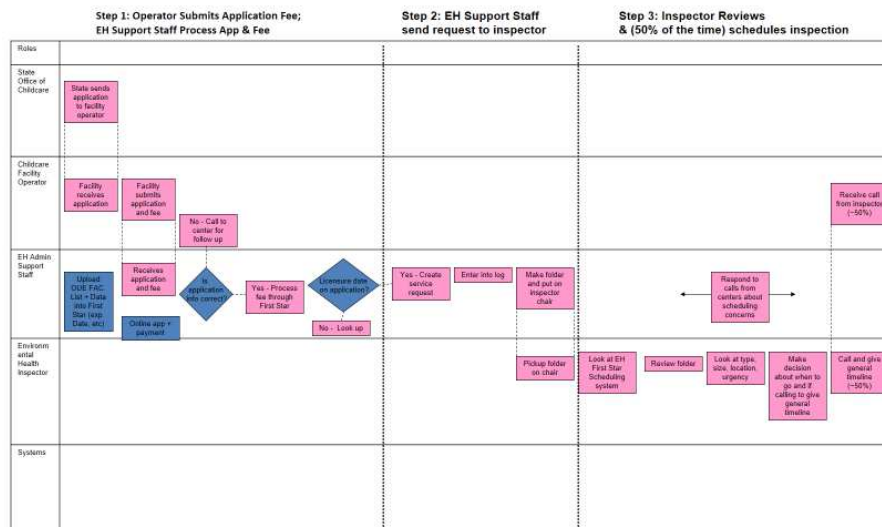 Step 1: Operator Submits Application Fee;
EH Support Staff Process App & Fee
Step 2: EH Support Staff
send request to inspector
Step 3: Inspector Reviews
& (50% of the time) schedules inspection
Roles
State
Office of
Childcare
State sends
application
to facility
operator
Childcare
Facility
Operator
Facility
receives
application
Facility
submits
application
and fee
No - Call to
center for
follow up
Receive call
from inspector
(~50%)
EH Admin
Support
Staff
Upload
DUE FAC
List + Data
into First
Star (exp
Date, etc)
Receives
application
and fee
Online app +
payment
Is
application
info correct?
Yes - Process
fee through
First Star
Licensure date
on application?
No - Look up
Yes - Create
service
request
Enter into log
Make folder
and put on
inspector
chair
Respond to
calls from
centers about
scheduling
concerns
Environm
ental
Health
Inspector
Pickup folder
on chair
Look at EH
First Star
Scheduling
system
Review folder
Look at type,
size, location,
urgency
Make
decision
about when to
go and if
calling to give
general
timeline
Call and give
general
timeline
(~50%)
Systems